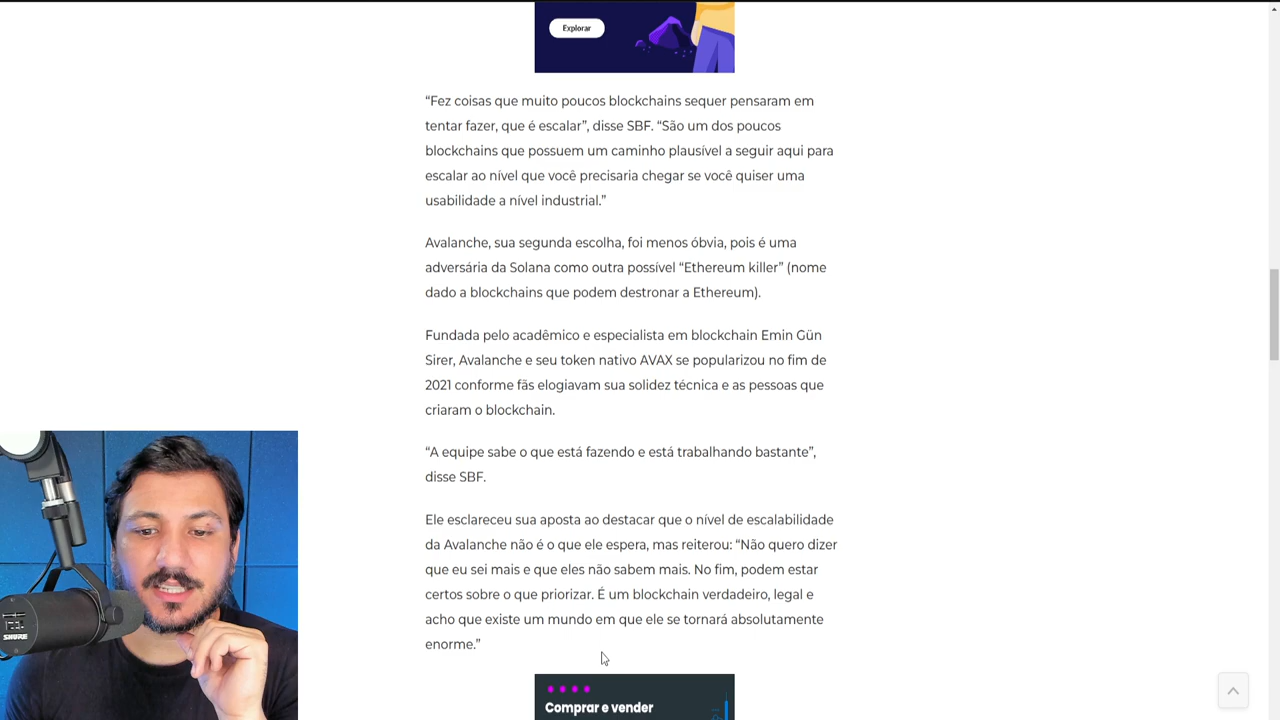 Explorar
“Fez coisas que muito poucos blockchains sequer pensaram em
tentar fazer, que é escalar”, disse SBF. “São um dos poucos
blockchains que possuem um caminho plausível a seguir aqui para
escalar ao nível que você precisaria chegar se você quiser uma
usabilidade a nível industrial.”
Avalanche, sua segunda escolha, foi menos óbvia, pois é uma
adversária da Solana como outra possível “Ethereum killer” (nome
dado a blockchains que podem destronar a Ethereum).
Fundada pelo acadêmico e especialista em blockchain Emin Gün
Sirer, Avalanche e seu token nativo AVAX se popularizou no fim de
2021 conforme fãs elogiavam sua solidez técnica e as pessoas que
criaram o blockchain.
“A equipe sabe o que está fazendo e está trabalhando bastante”,
disse SBF.
Ele esclareceu sua aposta ao destacar que o nível de escalabilidade
da Avalanche não é o que ele espera, mas reiterou: “Não quero dizer
que eu sei mais e que eles não sabem mais. No fim, podem estar
certos sobre o que priorizar. É um blockchain verdadeiro, legal e
acho que existe um mundo em que ele se tornará absolutamente
enorme.”
SHURE
Comprar e vender